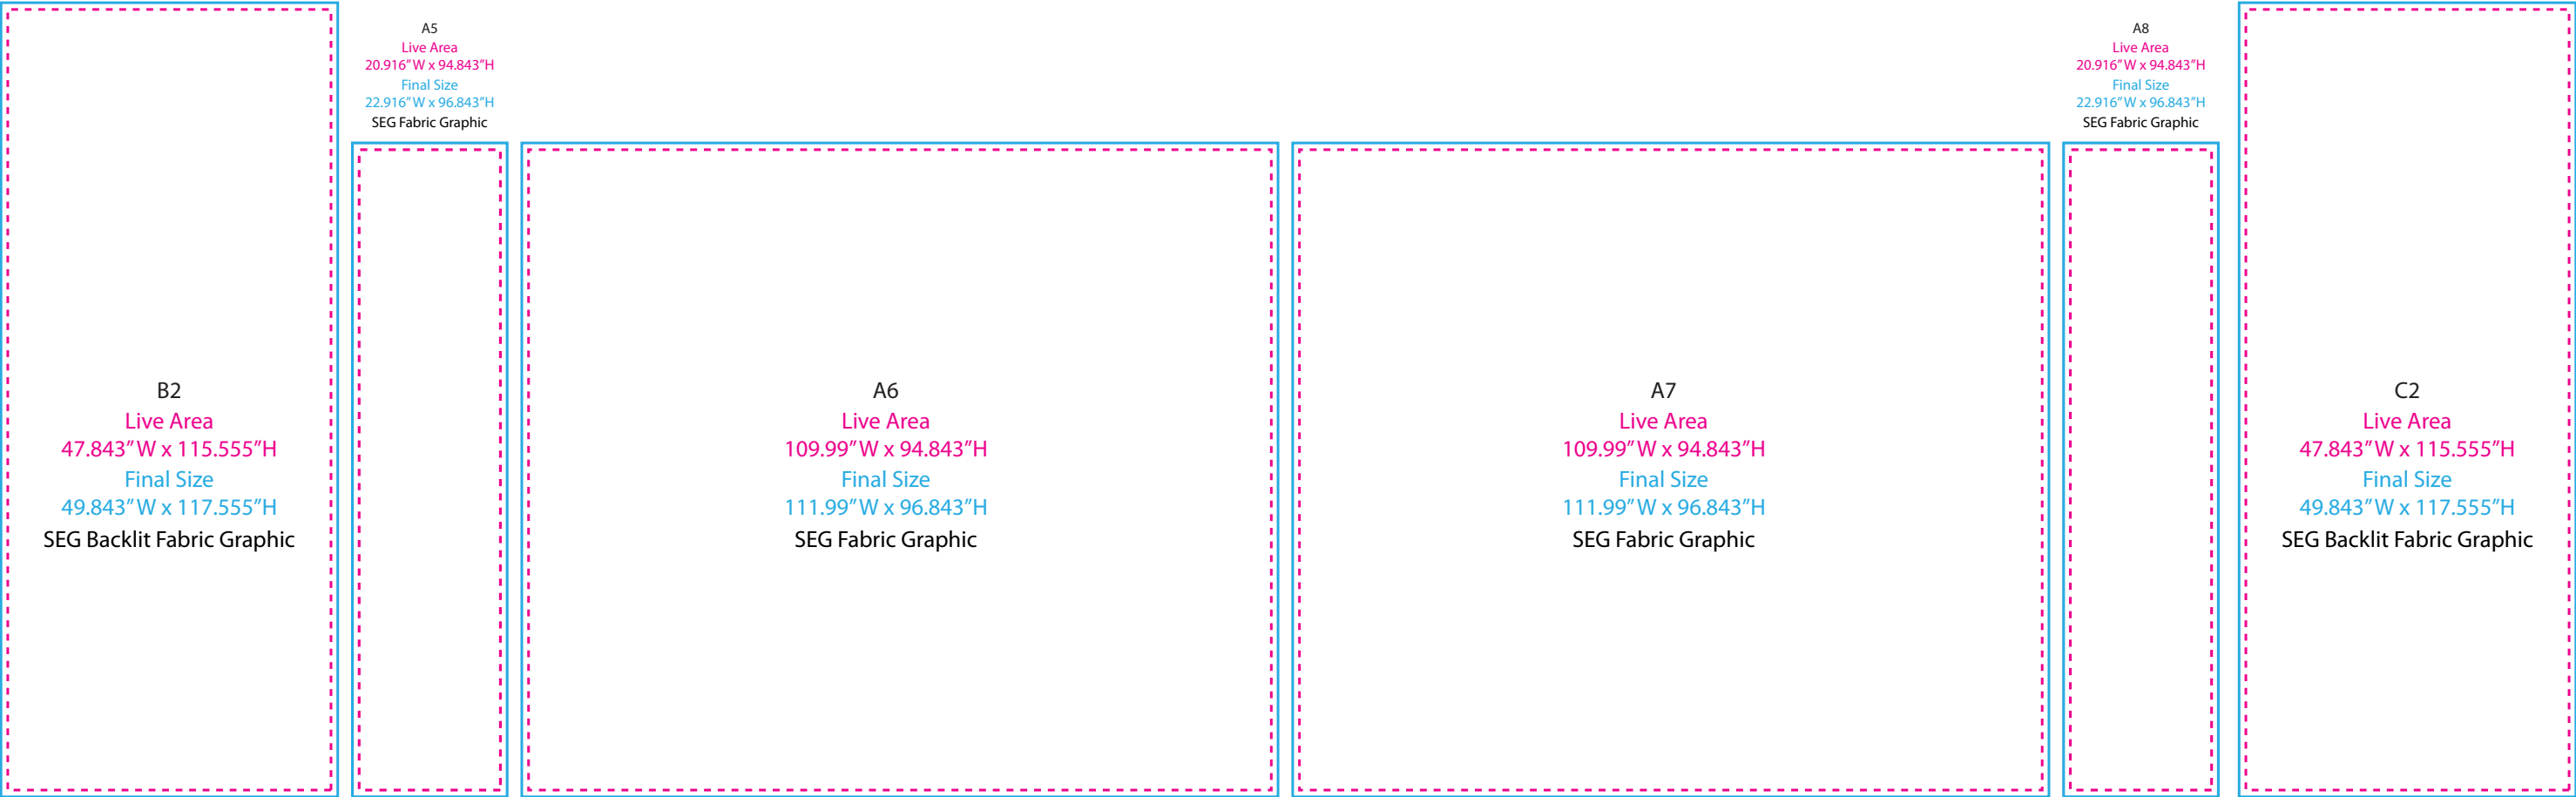 B2
Live Area
47.843”W x 115.555”H
Final Size
49.843”W x 117.555”H
SEG Backlit Fabric Graphic
A5
Live Area
20.916”W x 94.843”H
Final Size
22.916”W x 96.843”H
SEG Fabric Graphic
A6
Live Area
109.99”W x 94.843”H
Final Size
111.99”W x 96.843”H
SEG Fabric Graphic
A7
Live Area
109.99”W x 94.843”H
Final Size
111.99”W x 96.843”H
SEG Fabric Graphic
A8
Live Area
20.916”W x 94.843”H
Final Size
22.916”W x 96.843”H
SEG Fabric Graphic
C2
Live Area
47.843”W x 115.555”H
Final Size
49.843”W x 117.555”H
SEG Backlit Fabric Graphic